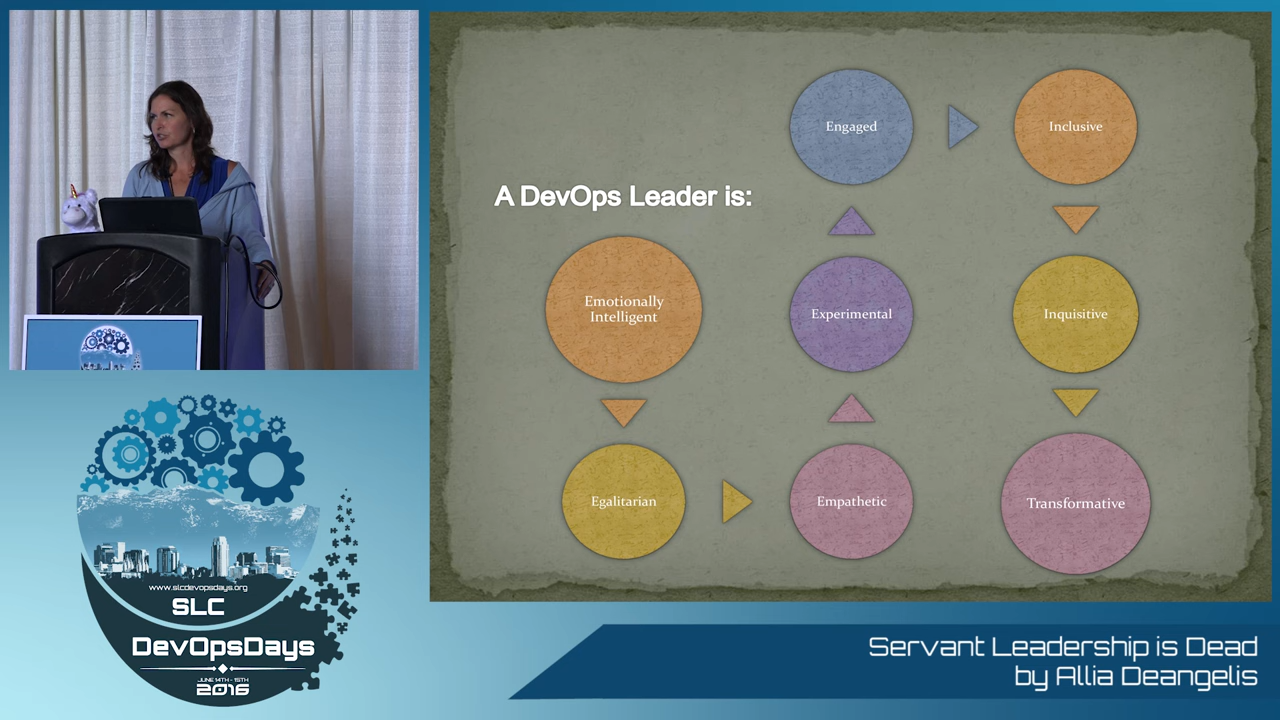 A DevOps Leader is:
Emotionally
Intelligent
Egalitarian
Empathetic
Experimental
Engaged
Inclusive
Inquisitive
Transformative
www.slcdevopsdays.org
SLC
DevOpsDays
JUNE 14TH - 15TH
2016
Servant Leadership is Dead
by Allia Deangelis